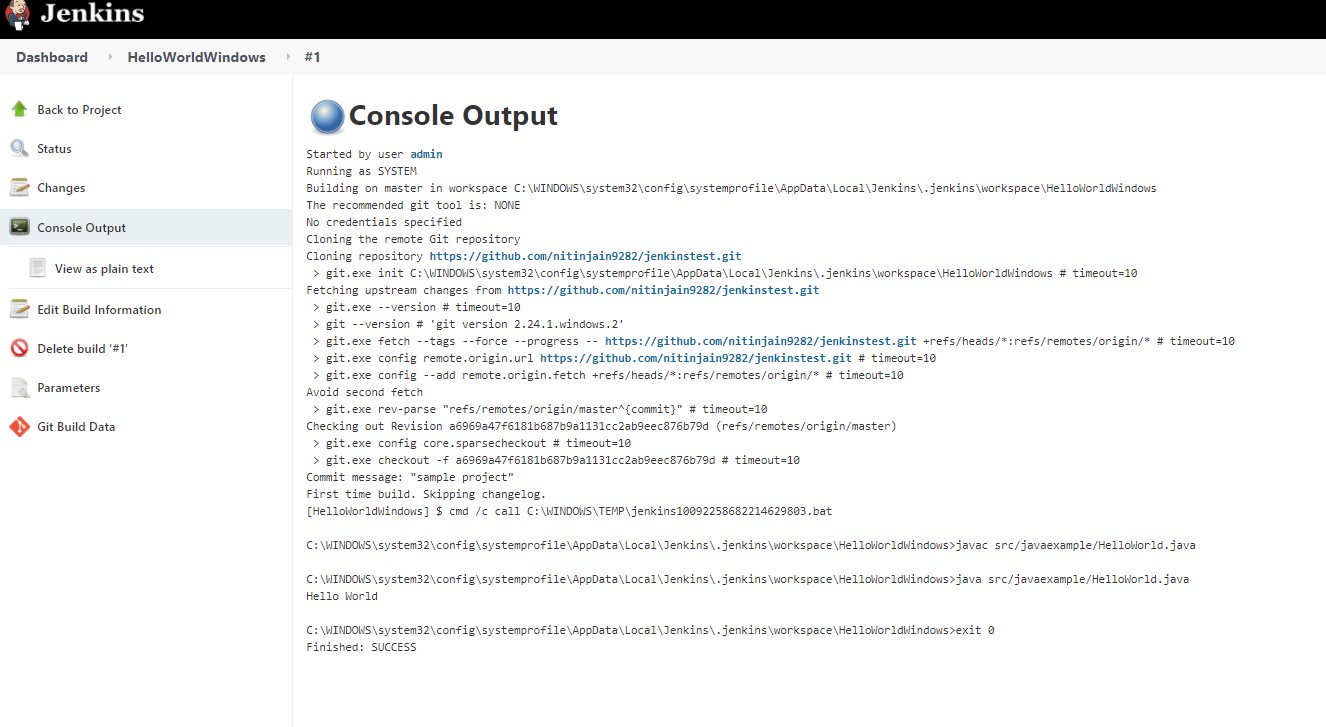 Jenkins
Dashboard HelloWorldWindows #1
Back to Project
Status
Changes
Console Output
View as plain text
Edit Build Information
Delete build ‘#1’
Parameters
Git Build Data
Console Output
Started by user admin
Running as SYSTEM
Building on master in workspace C:\WINDOWS\system32\config\systemprofile\AppData\Local\Jenkins\.jenkins\workspace\HelloWorldWindows
The recommended git tool is: NONE
No credentials specified
Cloning the remote Git repository
Cloning repository https://github.com/nitinjain9282/jenkinstest.git
> git.exe init C:\WINDOWS\system32\config\systemprofile\AppData\Local\Jenkins\.jenkins\workspace\HelloWorldWindows # timeout=10
Fetching upstream changes from https://github.com/nitinjain9282/jenkinstest.git
> git.exe --version # timeout=10
> git --version # 'git version 2.24.1.windows.2'
> git.exe fetch --tags --force --progress -- https://github.com/nitinjain9282/jenkinstest.git +refs/heads/*:refs/remotes/origin/* # timeout=10
> git.exe config remote.origin.url https://github.com/nitinjain9282/jenkinstest.git # timeout=10
> git.exe config --add remote.origin.fetch +refs/heads/*:refs/remotes/origin/* # timeout=10
Avoid second fetch
> git.exe rev-parse "refs/remotes/origin/master^{commit}" # timeout=10
Checking out Revision a6969a47f6181b687b9a1131cc2ab9eec876b79d (refs/remotes/origin/master)
> git.exe config core.sparsecheckout # timeout=10
> git.exe checkout -f a6969a47f6181b687b9a1131cc2ab9eec876b79d # timeout=10
Commit message: "sample project"
First time build. Skipping changelog.
[HelloWorldWindows] $ cmd /c call C:\WINDOWS\TEMP\jenkins10092258682214629803.bat
C:\WINDOWS\system32\config\systemprofile\AppData\Local\Jenkins\.jenkins\workspace\HelloWorldWindows>javac src/javaexample/HelloWorld.java
C:\WINDOWS\system32\config\systemprofile\AppData\Local\Jenkins\.jenkins\workspace\HelloWorldWindows>java src/javaexample/HelloWorld.java
Hello World
C:\WINDOWS\system32\config\systemprofile\AppData\Local\Jenkins\.jenkins\workspace\HelloWorldWindows>exit 0
Finished: SUCCESS